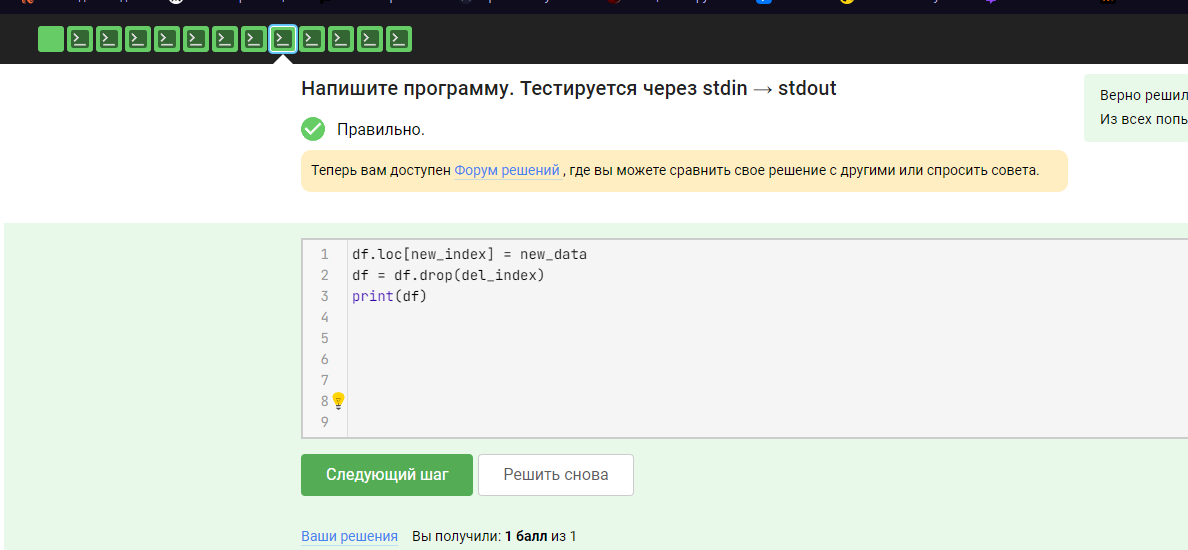 Напишите программу. Тестируется через stdin → stdout
Верно решил
Из всех попы
Правильно.
Теперь вам доступен Форум решений , где вы можете сравнить свое решение с другими или спросить совета.
1 df.loc[new_index] = new_data
2 df = df.drop(del_index)
3 print(df)
4
5
6
7
8
9
Следующий шаг Решить снова
Ваши решения Вы получили: 1 балл из 1